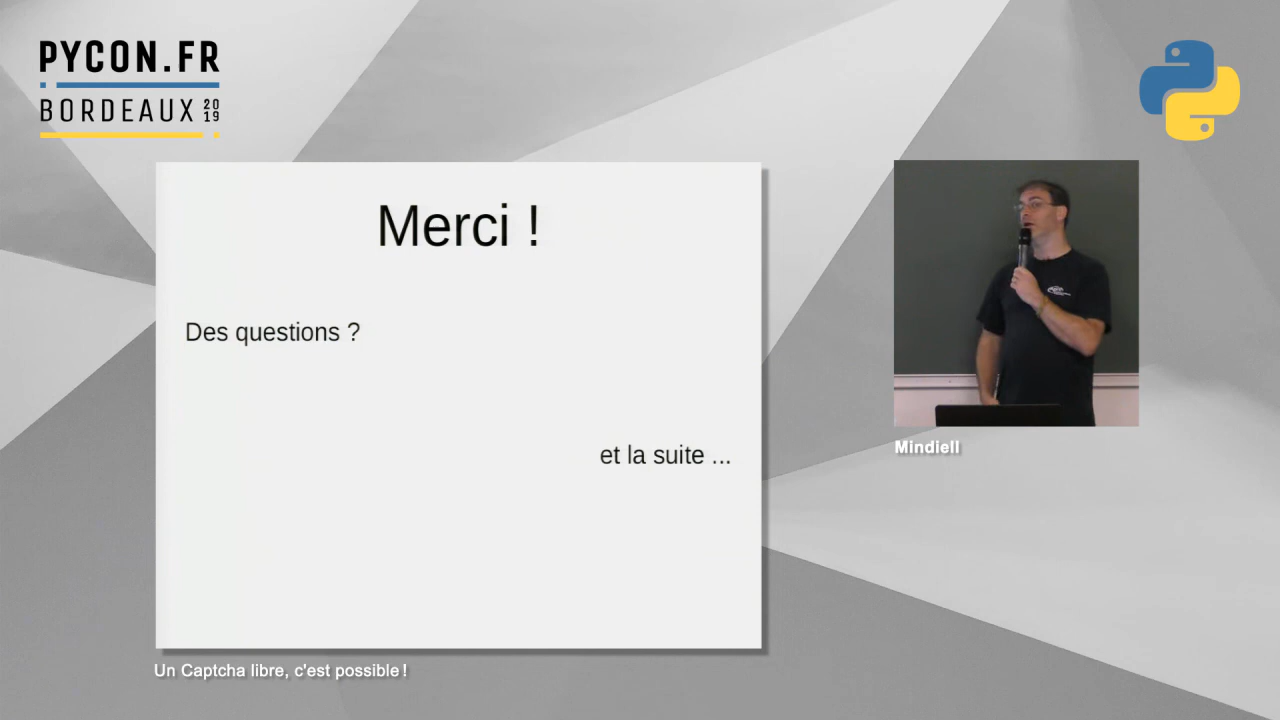 PYCON.FR
BORDEAUX 2019
Merci !
Des questions ?
et la suite ...
Mindiell
Un Captcha libre, c'est possible !